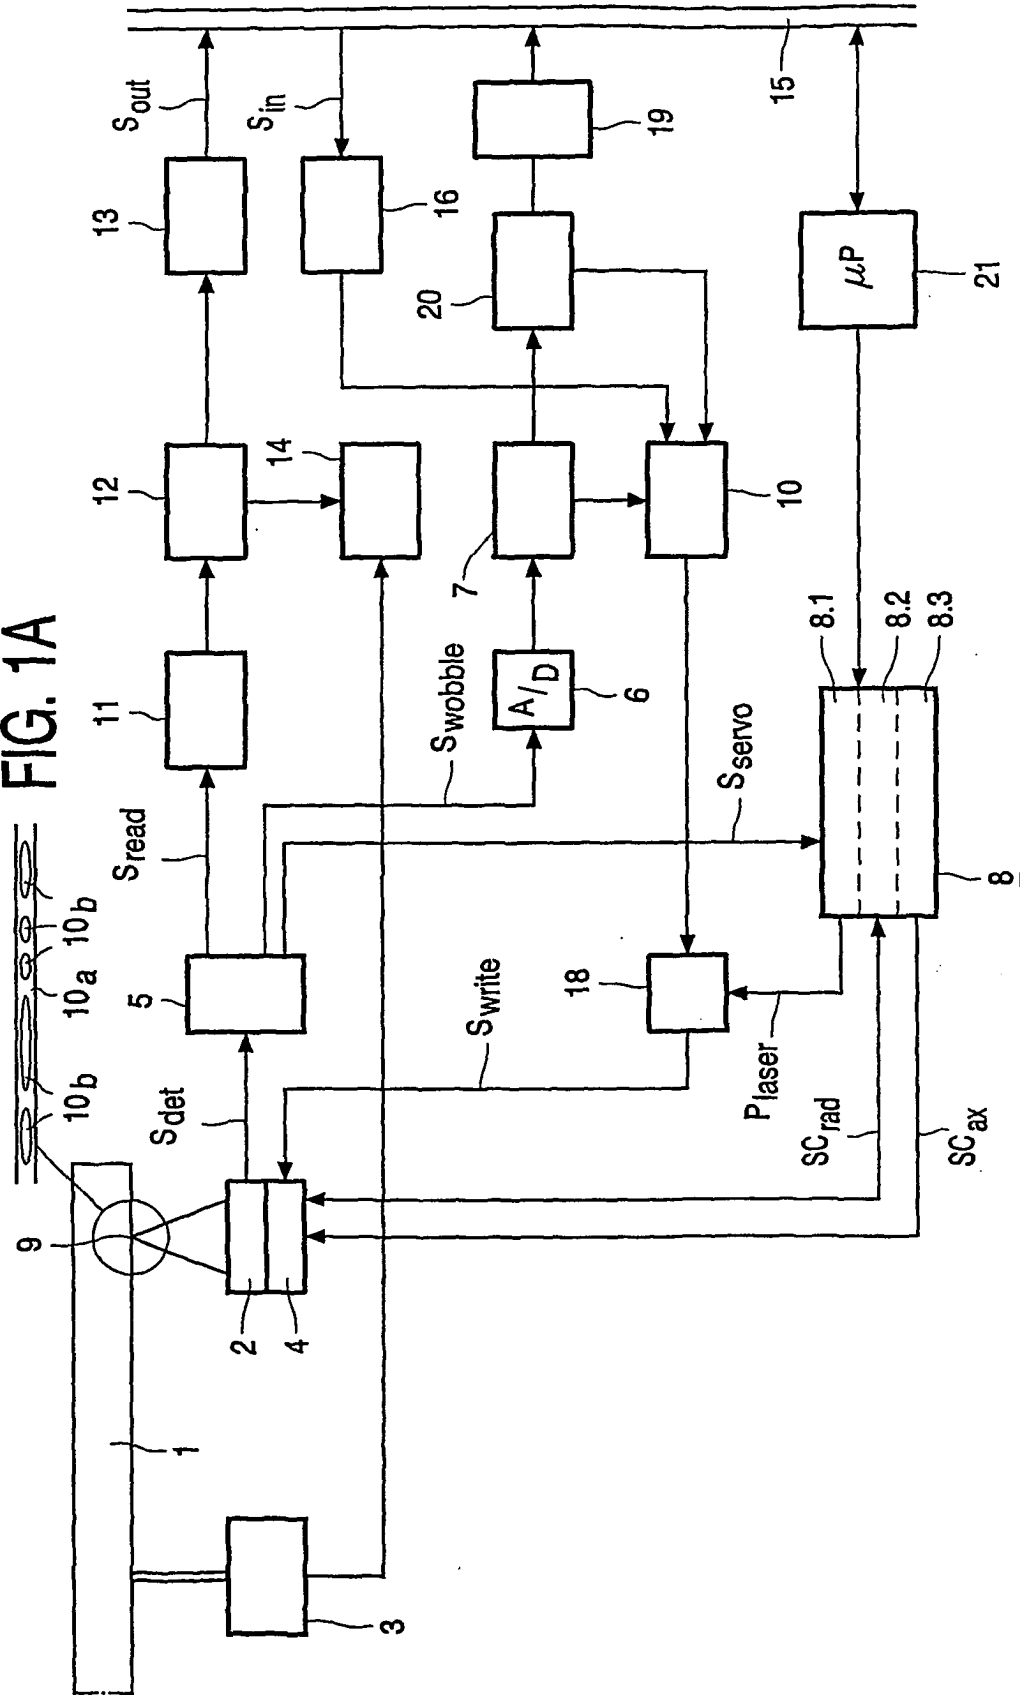 FIG. 1A
9
10b 10a 10b
11 12 13
5 Sread Sout
Sdet
1
2
Sin
14
4
3
20 16
Swobble
7
Swrite
A/D
18
6
19
Sservo
Plaser
15
10
SCrad 8.1
μP
8.2
8.3
SCax
21
8